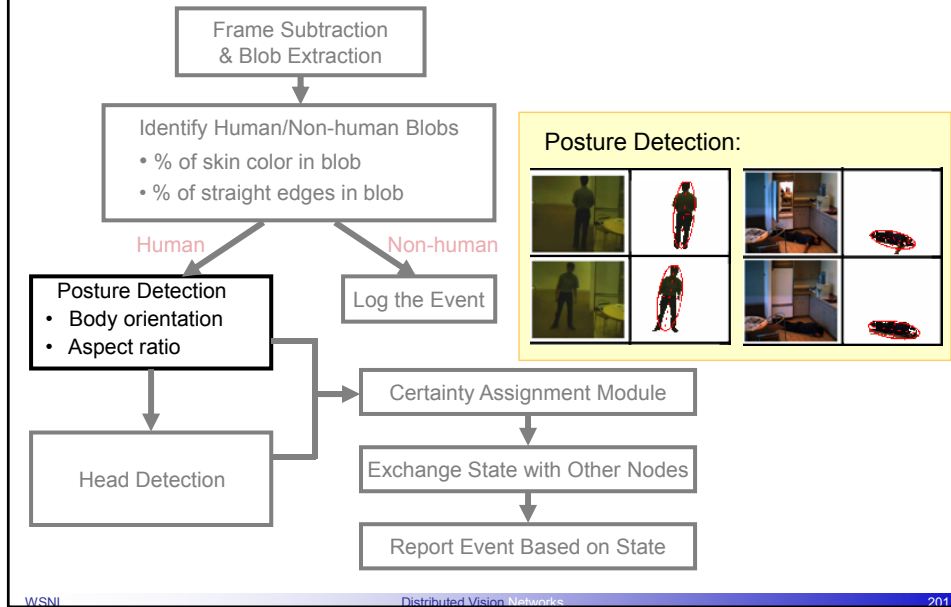 Frame Subtraction
& Blob Extraction
Identify Human/Non-human Blobs
• % of skin color in blob
• % of straight edges in blob
Human
Non-human
Posture Detection:
Posture Detection
• Body orientation
• Aspect ratio
Log the Event
Certainty Assignment Module
Head Detection
Exchange State with Other Nodes
Report Event Based on State
WSNL
Distributed Vision Networks
201